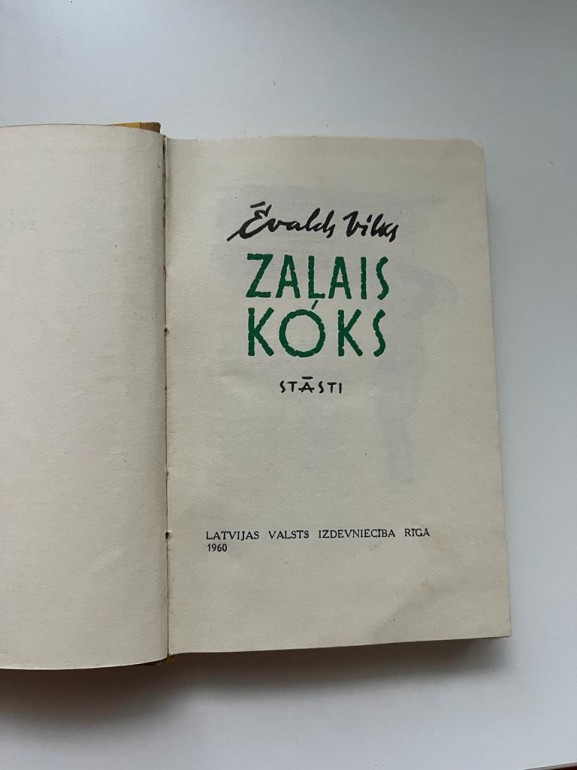 Ēvalds Vilks
ZAĻAIS
KOKS
STĀSTI
LATVIJAS VALSTS IZDEVNIECĪBA RĪGĀ
1960